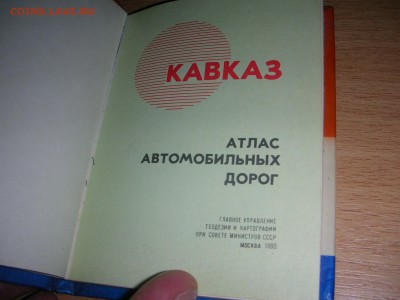 КАВКАЗ
АТЛАС
АВТОМОБИЛЬНЫХ
ДОРОГ
ГЛАВНОЕ УПРАВЛЕНИЕ
ГЕОДЕЗИИ И КАРТОГРАФИИ
ПРИ СОВЕТЕ МИНИСТРОВ СССР
МОСКВА